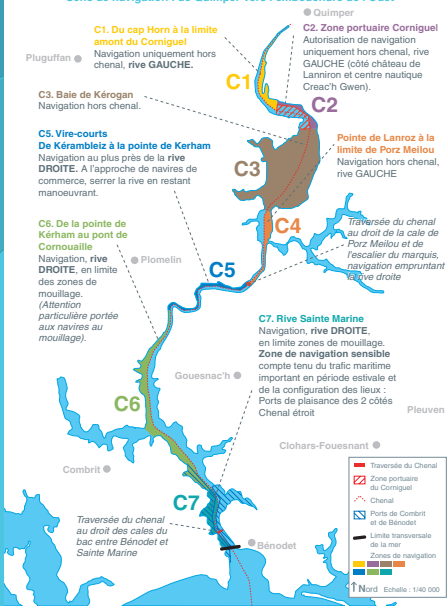 Sens de navigation : de Quimper vers l'embouchure de l'Odet
Quimper
C1. Du cap Horn à la limite
amont du Corniguel
Navigation uniquement hors
chenal, rive GAUCHE.
Pluguffan
C2. Zone portuaire Corniguel
Autorisation de navigation
uniquement hors chenal, rive
GAUCHE (côté château de
Lanniron et centre nautique
Creac'h Gwen).
C1
C2
C3. Baie de Kérogan
Navigation hors chenal.
C5. Vire-courts
De Kérambleiz à la pointe de Kerham
Navigation au plus près de la rive
DROITE. A l'approche de navires de
commerce, serrer la rive en restant
manoeuvrant.
C3
Pointe de Lanroz à la
limite de Porz Meilou
Navigation hors chenal,
rive GAUCHE
C4
C6. De la pointe de
Kérham au pont de
Cornouaille
Navigation, rive
DROITE, en limite
des zones de
mouillage.
(Attention
particulière portée
aux navires au
mouillage).
Traversée du chenal
au droit de la cale de
Porz Meilou et de
l'escalier du marquis,
navigation empruntant
la rive droite
Plomelin
C5
C7. Rive Sainte Marine
Navigation, rive DROITE,
en limite zones de mouillage.
Zone de navigation sensible
compte tenu du trafic maritime
important en période estivale et
de la configuration des lieux :
Ports de plaisance des 2 côtés
Chenal étroit
Gouesnac'h
C6
Pleuven
Clohars-Fouesnant
Combrit
C7
Traversée du chenal
au droit des cales du
bac entre Bénodet et
Sainte Marine
Bénodet
Traversée du Chenal
Zone portuaire
du Corniguel
Chenal
Ports de Combrit
et de Bénodet
Limite transversale
de la mer
Zones de navigation
Nord Echelle : 1/40 000